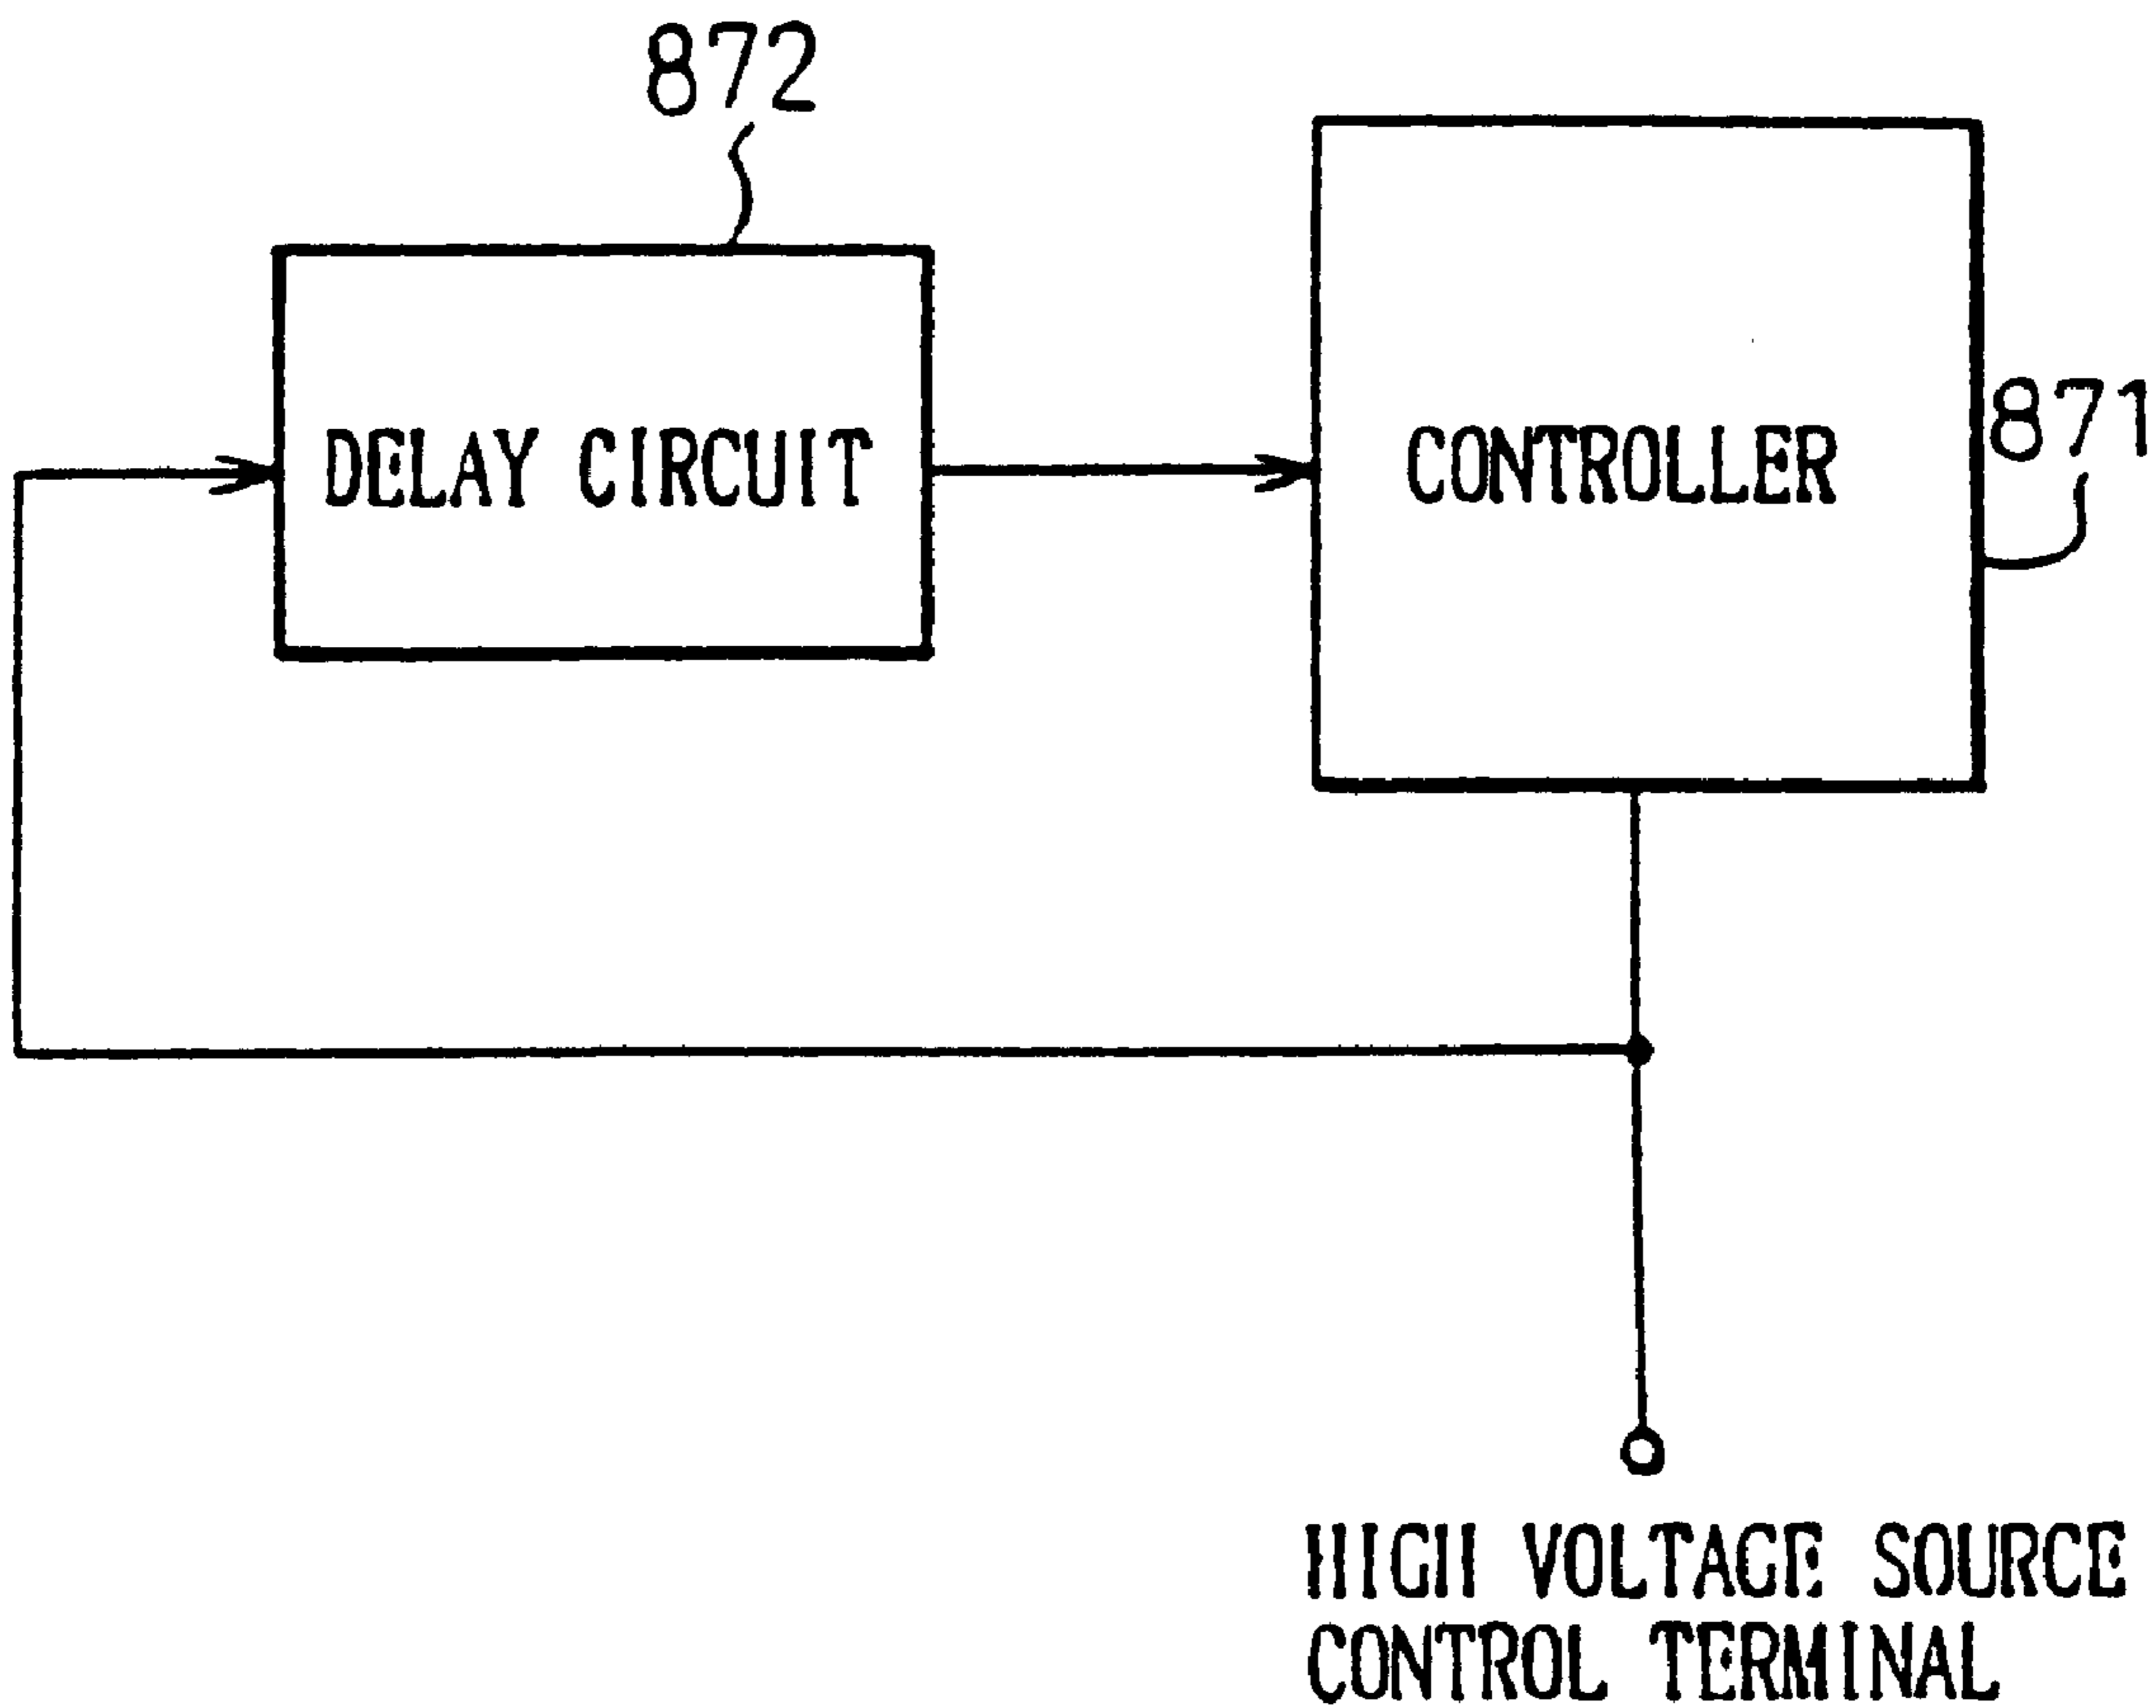 872
DELAY CIRCUIT
CONTROLLER
871
HIGH VOLTAGE SOURCE
CONTROL TERMINAL